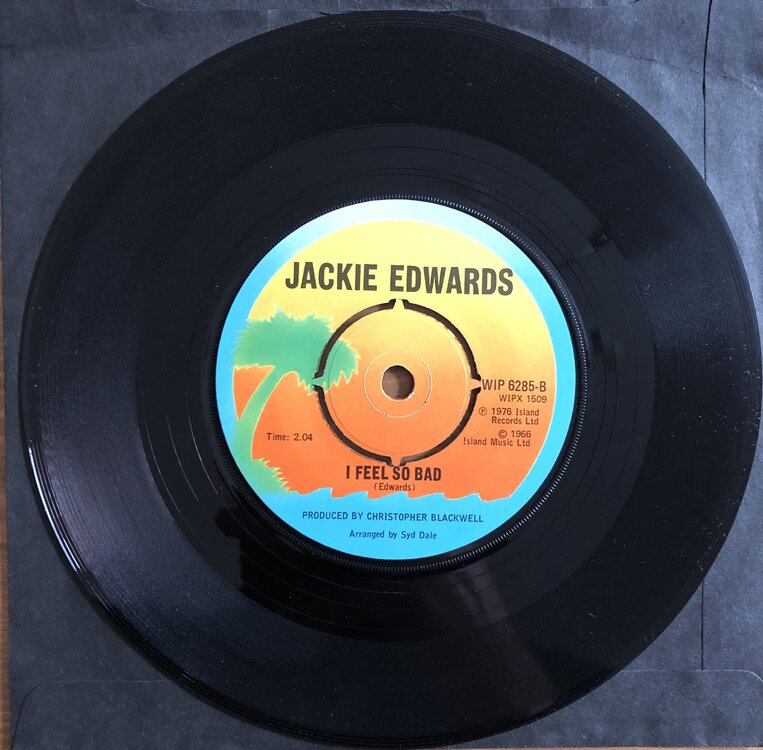 JACKIE EDWARDS
WIP 6285-B
WIPX 1509
℗ 1976 Island
Records Ltd
© 1966
Island Music Ltd
Time: 2.04
I FEEL SO BAD
(Edwards)
PRODUCED BY CHRISTOPHER BLACKWELL
Arranged by Syd Dale